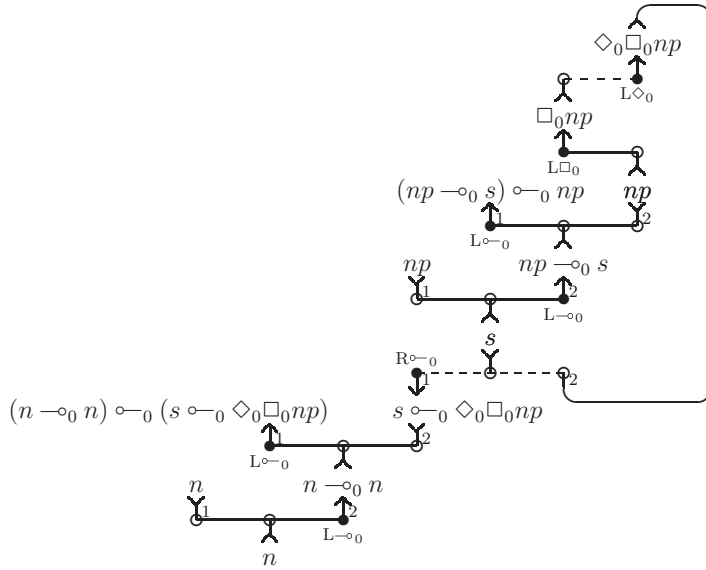 ◇₀□₀np
L◇₀
□₀np
L□₀
(np ⊸₀ s) ⟜₀ np np
1 2
L⟜₀
np np ⊸₀ s
1 2
L⊸₀
s
R⟜₀
1 2
(n ⊸₀ n) ⟜₀ (s ⟜₀ ◇₀□₀np) s ⟜₀ ◇₀□₀np
1 2
L⟜₀
n n ⊸₀ n
1 2
L⊸₀
n